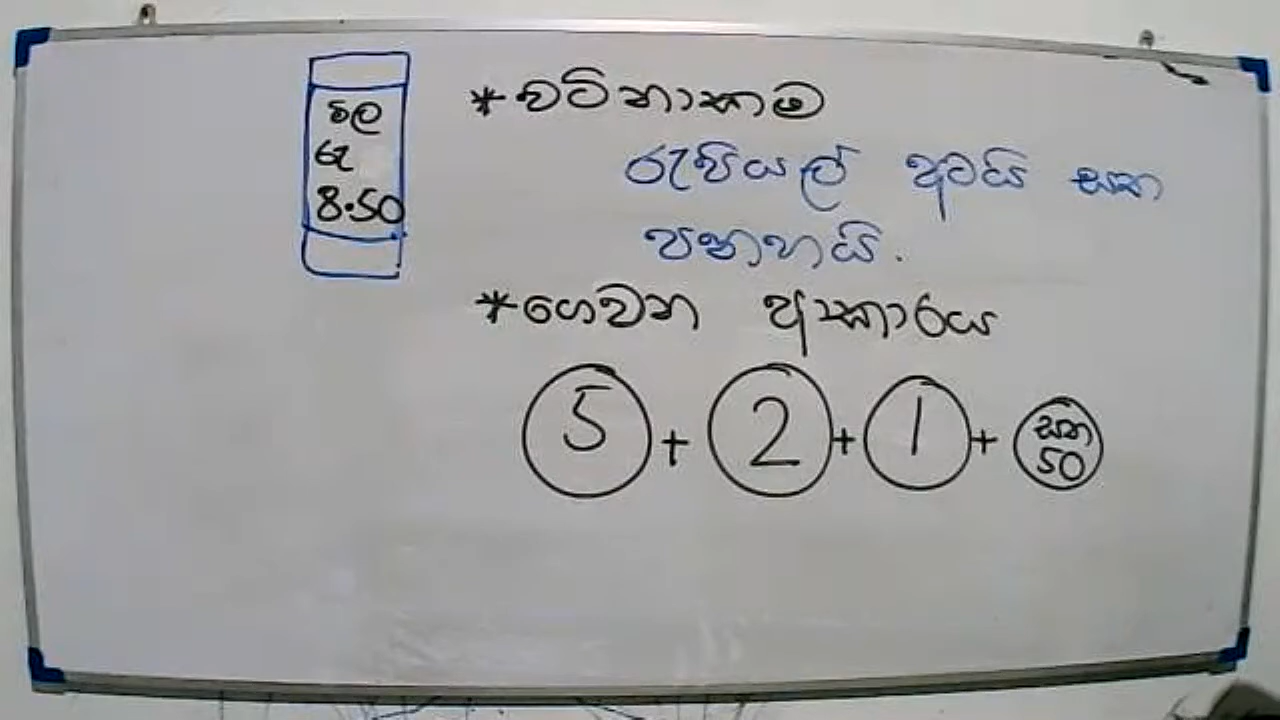 මිල
රු
8.50
* වටිනාකම
රුපියල් අටයි සත
පනහයි.
* ගෙවන ආකාරය
5 + 2 + 1 + සත 50